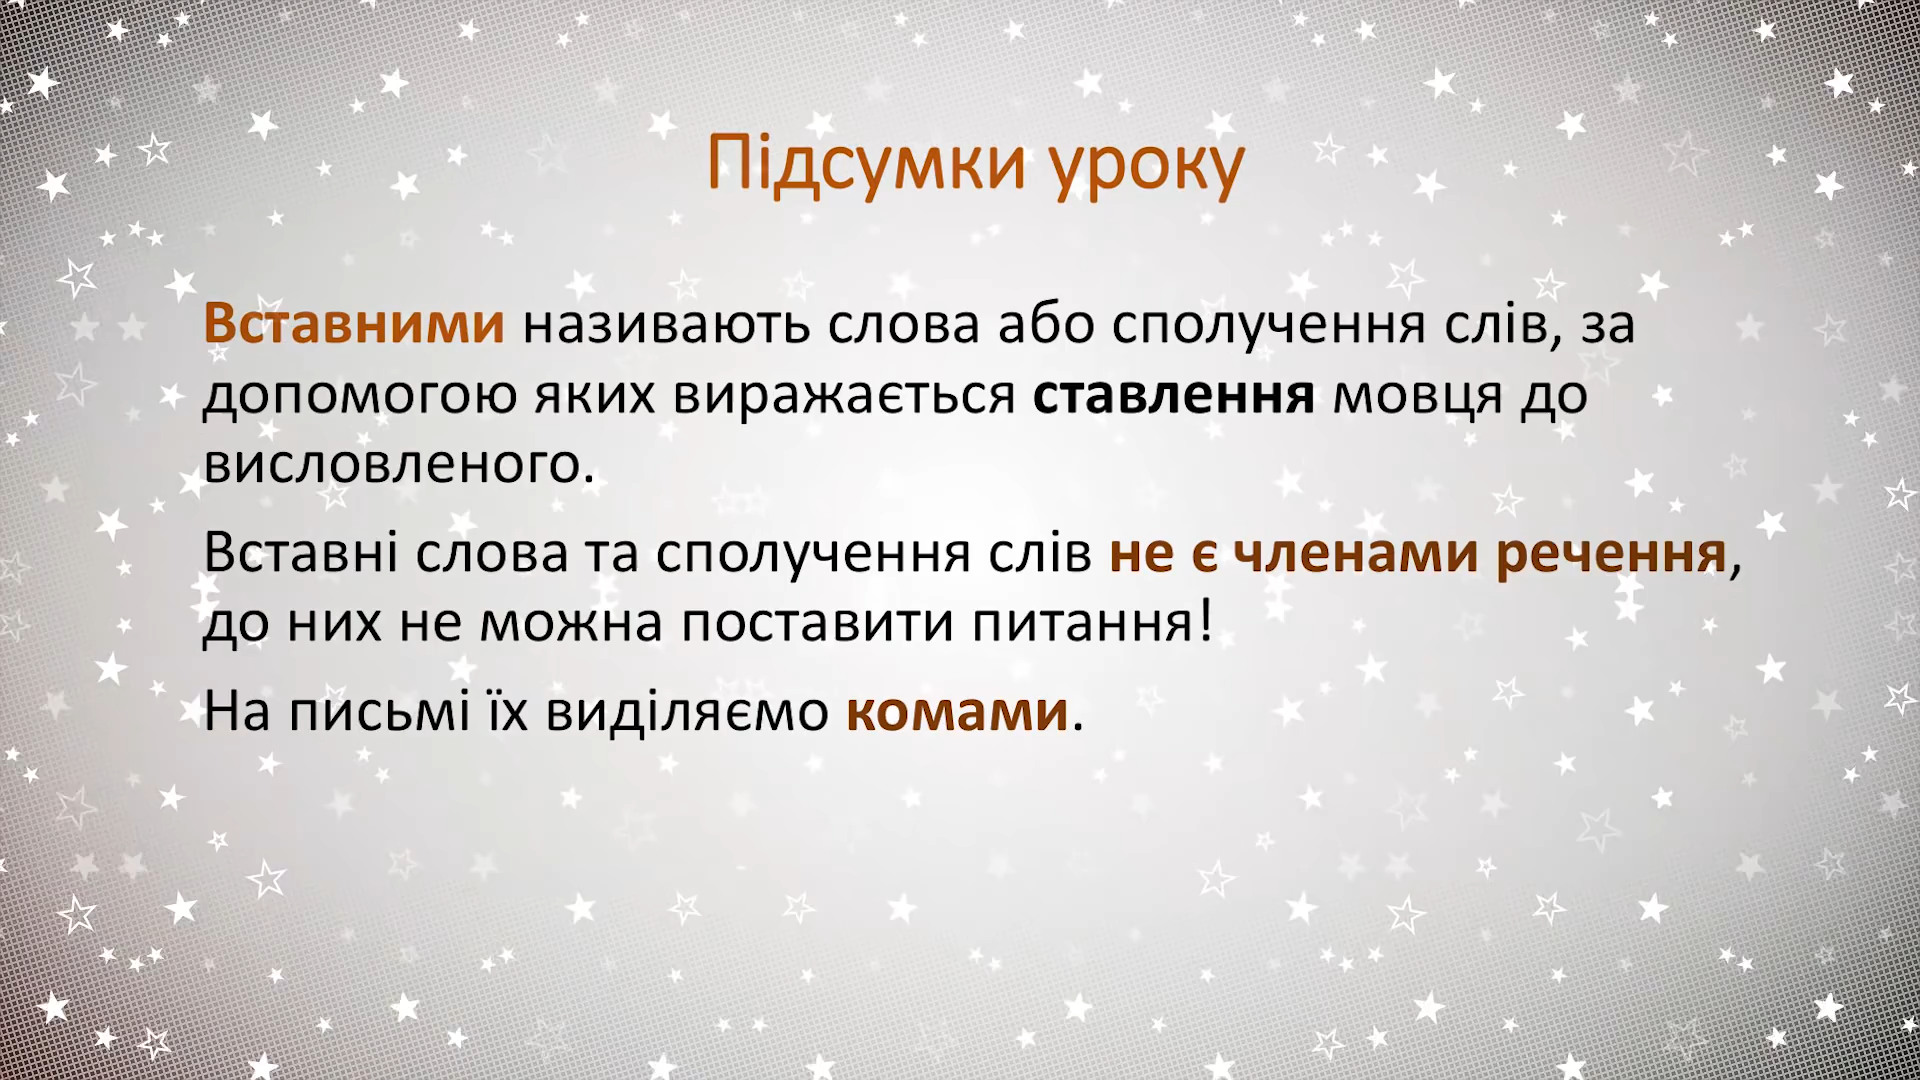 Підсумки уроку
Вставними називають слова або сполучення слів, за
допомогою яких виражається ставлення мовця до
висловленого.
Вставні слова та сполучення слів не є членами речення,
до них не можна поставити питання!
На письмі їх виділяємо комами.